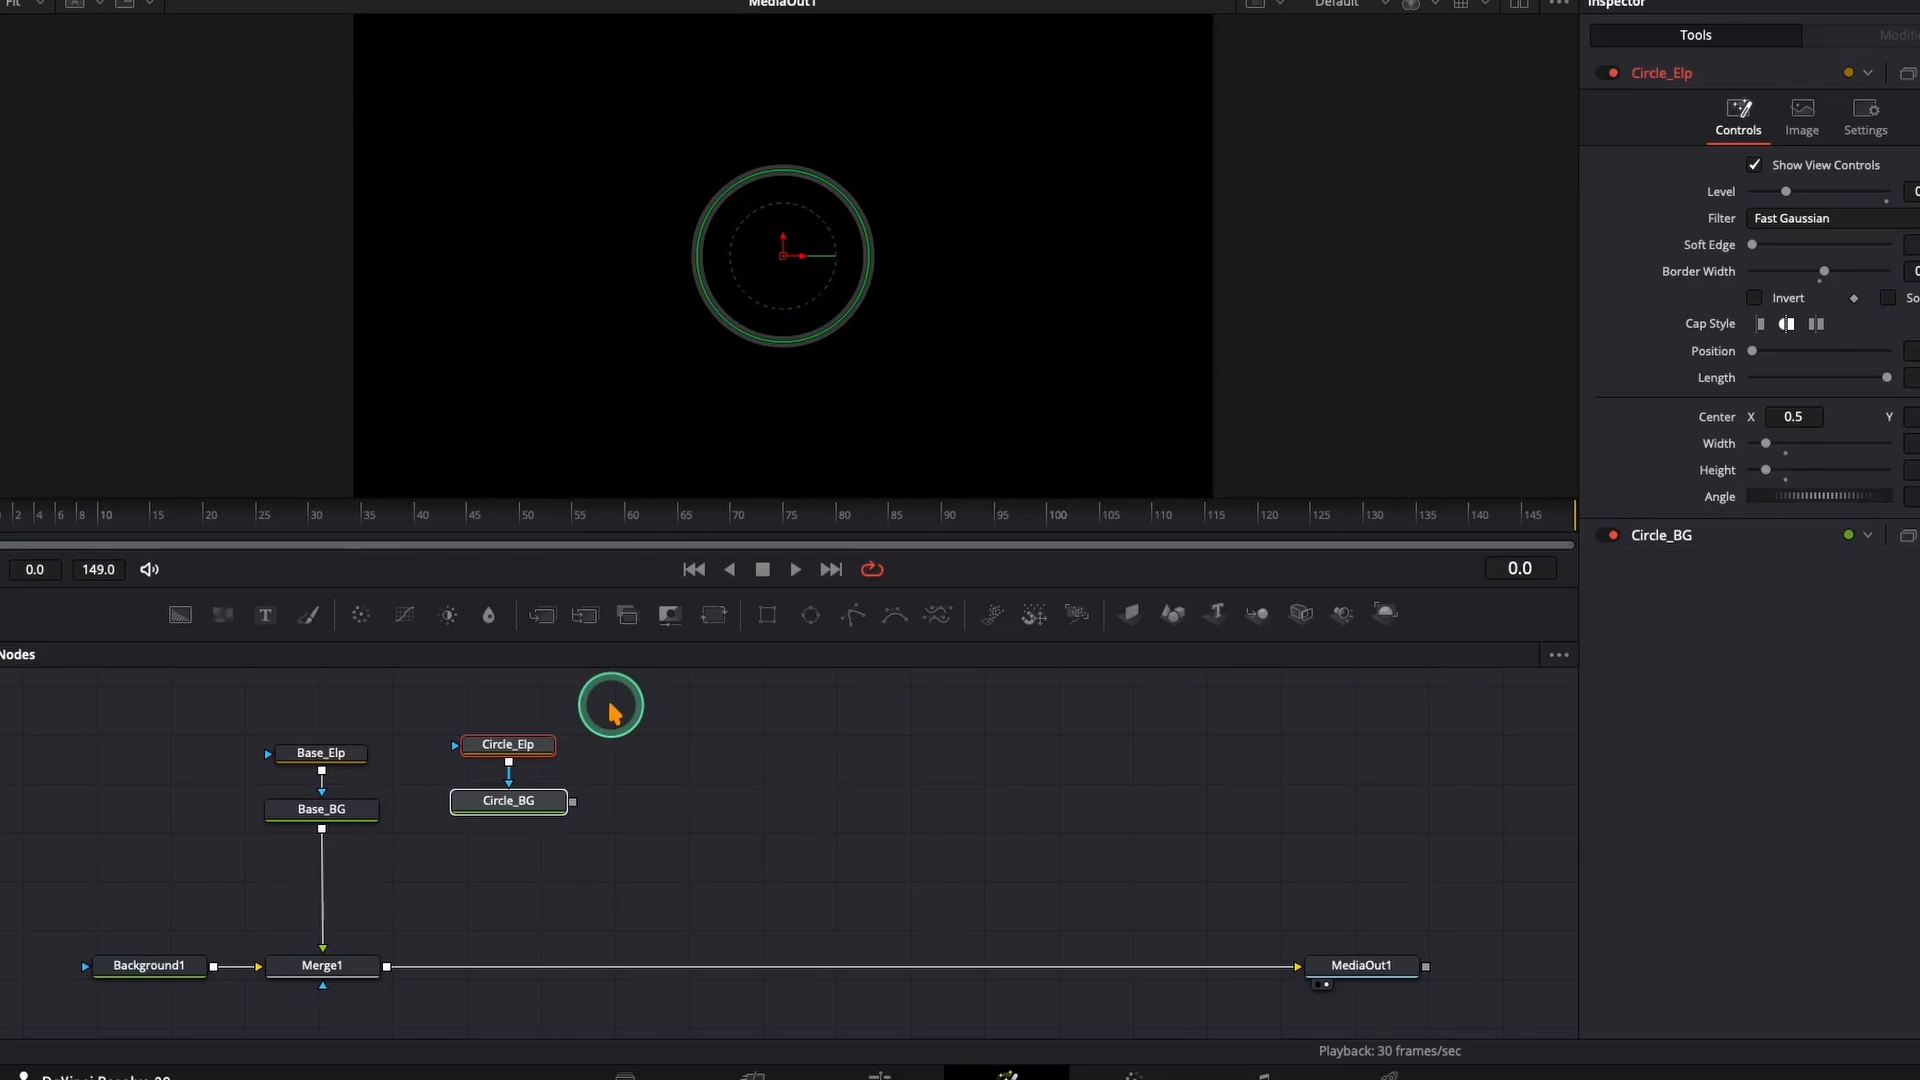 Fit
MediaOut1
Default
Inspector
Tools
Circle_Elp
Controls
Image
Settings
Show View Controls
Level
Filter
Fast Gaussian
Soft Edge
Border Width
Invert
Cap Style
Position
Length
Center X 0.5 Y
Width
Height
Angle
Circle_BG
2 4 6 8 10 15 20 25 30 35 40 45 50 55 60 65 70 75 80 85 90 95 100 105 110 115 120 125 130 135 140 145
0.0 149.0 0.0
T
Nodes
Base_Elp
Circle_Elp
Base_BG
Circle_BG
Background1
Merge1
MediaOut1
Playback: 30 frames/sec